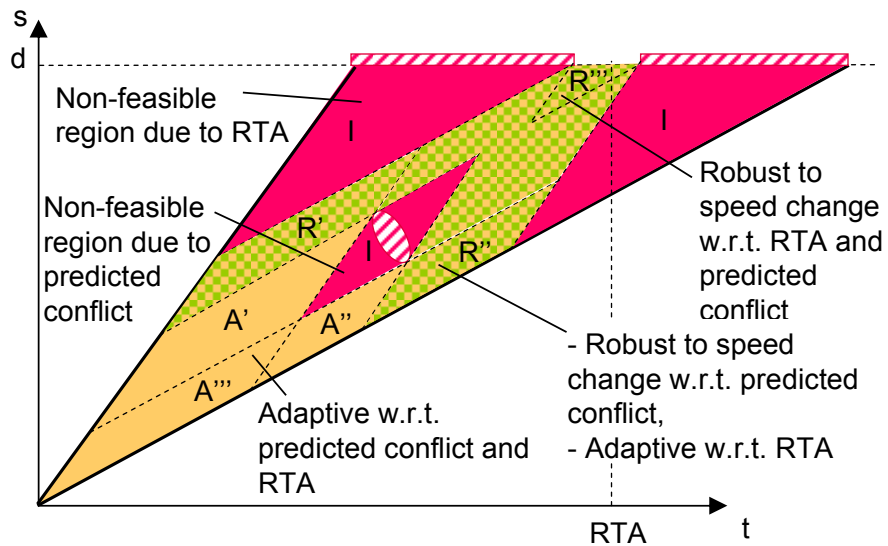 s
d
Non-feasible
region due to RTA
I
R'''
I
Non-feasible
region due to
predicted
conflict
R'
I
R''
Robust to
speed change
w.r.t. RTA and
predicted
conflict
A'
A''
A'''
Adaptive w.r.t.
predicted conflict and
RTA
- Robust to speed
change w.r.t. predicted
conflict,
- Adaptive w.r.t. RTA
RTA
t